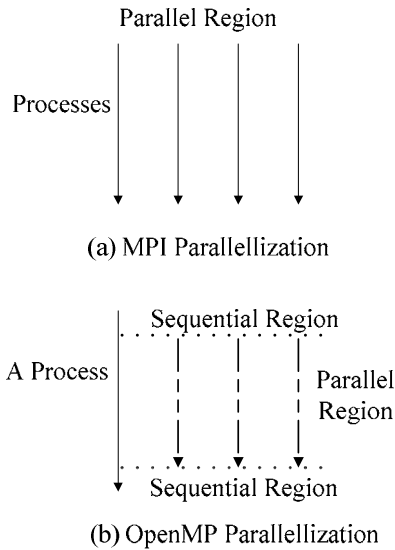 Parallel Region
Processes
(a) MPI Parallellization
Sequential Region
A Process
Parallel
Region
Sequential Region
(b) OpenMP Parallellization